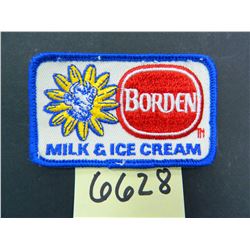 BORDEN
TM
MILK & ICE CREAM
6628